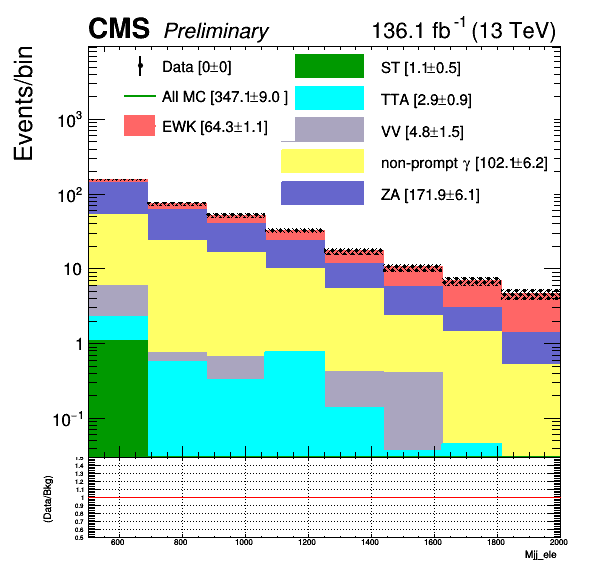 CMS Preliminary 136.1 fb⁻¹ (13 TeV)
Events/bin
Data [0±0]
All MC [347.1±9.0 ]
EWK [64.3±1.1]
ST [1.1±0.5]
TTA [2.9±0.9]
VV [4.8±1.5]
non-prompt γ [102.1±6.2]
ZA [171.9±6.1]
10³
10²
10
1
10⁻¹
(Data/Bkg)
1.5
1.4
1.3
1.2
1.1
1
0.9
0.8
0.7
0.6
0.5
600 800 1000 1200 1400 1600 1800 2000
Mjj_ele